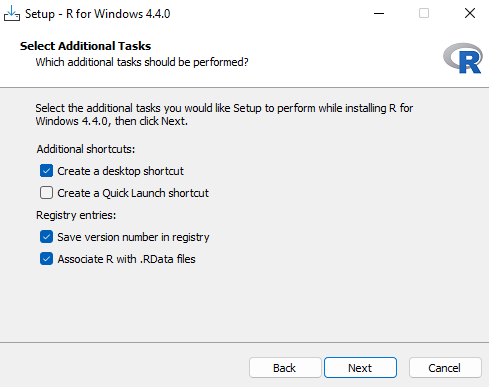 Setup - R for Windows 4.4.0
Select Additional Tasks
Which additional tasks should be performed?
R
Select the additional tasks you would like Setup to perform while installing R for
Windows 4.4.0, then click Next.
Additional shortcuts:
Create a desktop shortcut
Create a Quick Launch shortcut
Registry entries:
Save version number in registry
Associate R with .RData files
Back
Next
Cancel